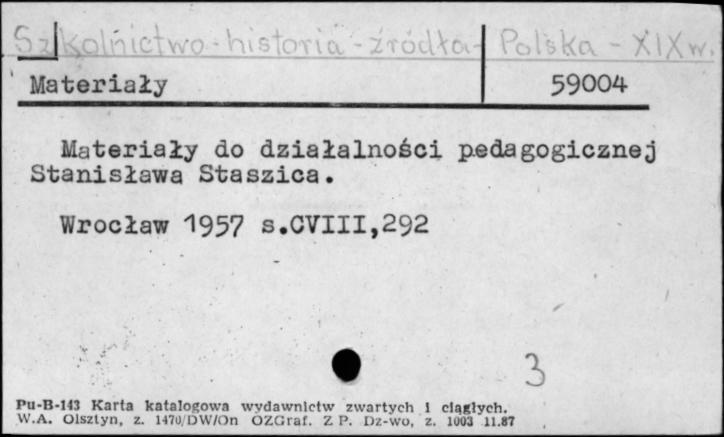 Szkolnictwo - historia - źródła - Polska - XIX w.
Materiały 59004
Materiały do działalności pedagogicznej
Stanisława Staszica.
Wrocław 1957 s.CVIII,292
3
Pu-B-143 Karta katalogowa wydawnictw zwartych i ciągłych.
W.A. Olsztyn, z. 1470/DW/On OZGraf. Z P. Dz-wo, z. 1003 11.87